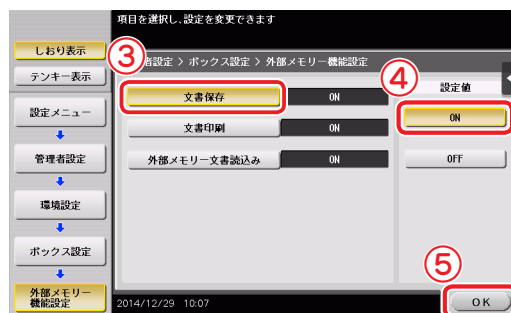 項目を選択し、設定を変更できます
しおり表示
テンキー表示
設定メニュー
管理者設定
環境設定
ボックス設定
外部メモリー
機能設定
③
者設定 > ボックス設定 > 外部メモリー機能設定
文書保存 ON
文書印刷 ON
外部メモリー文書読込み ON
④
設定値
ON
OFF
⑤
2014/12/29 10:07
OK